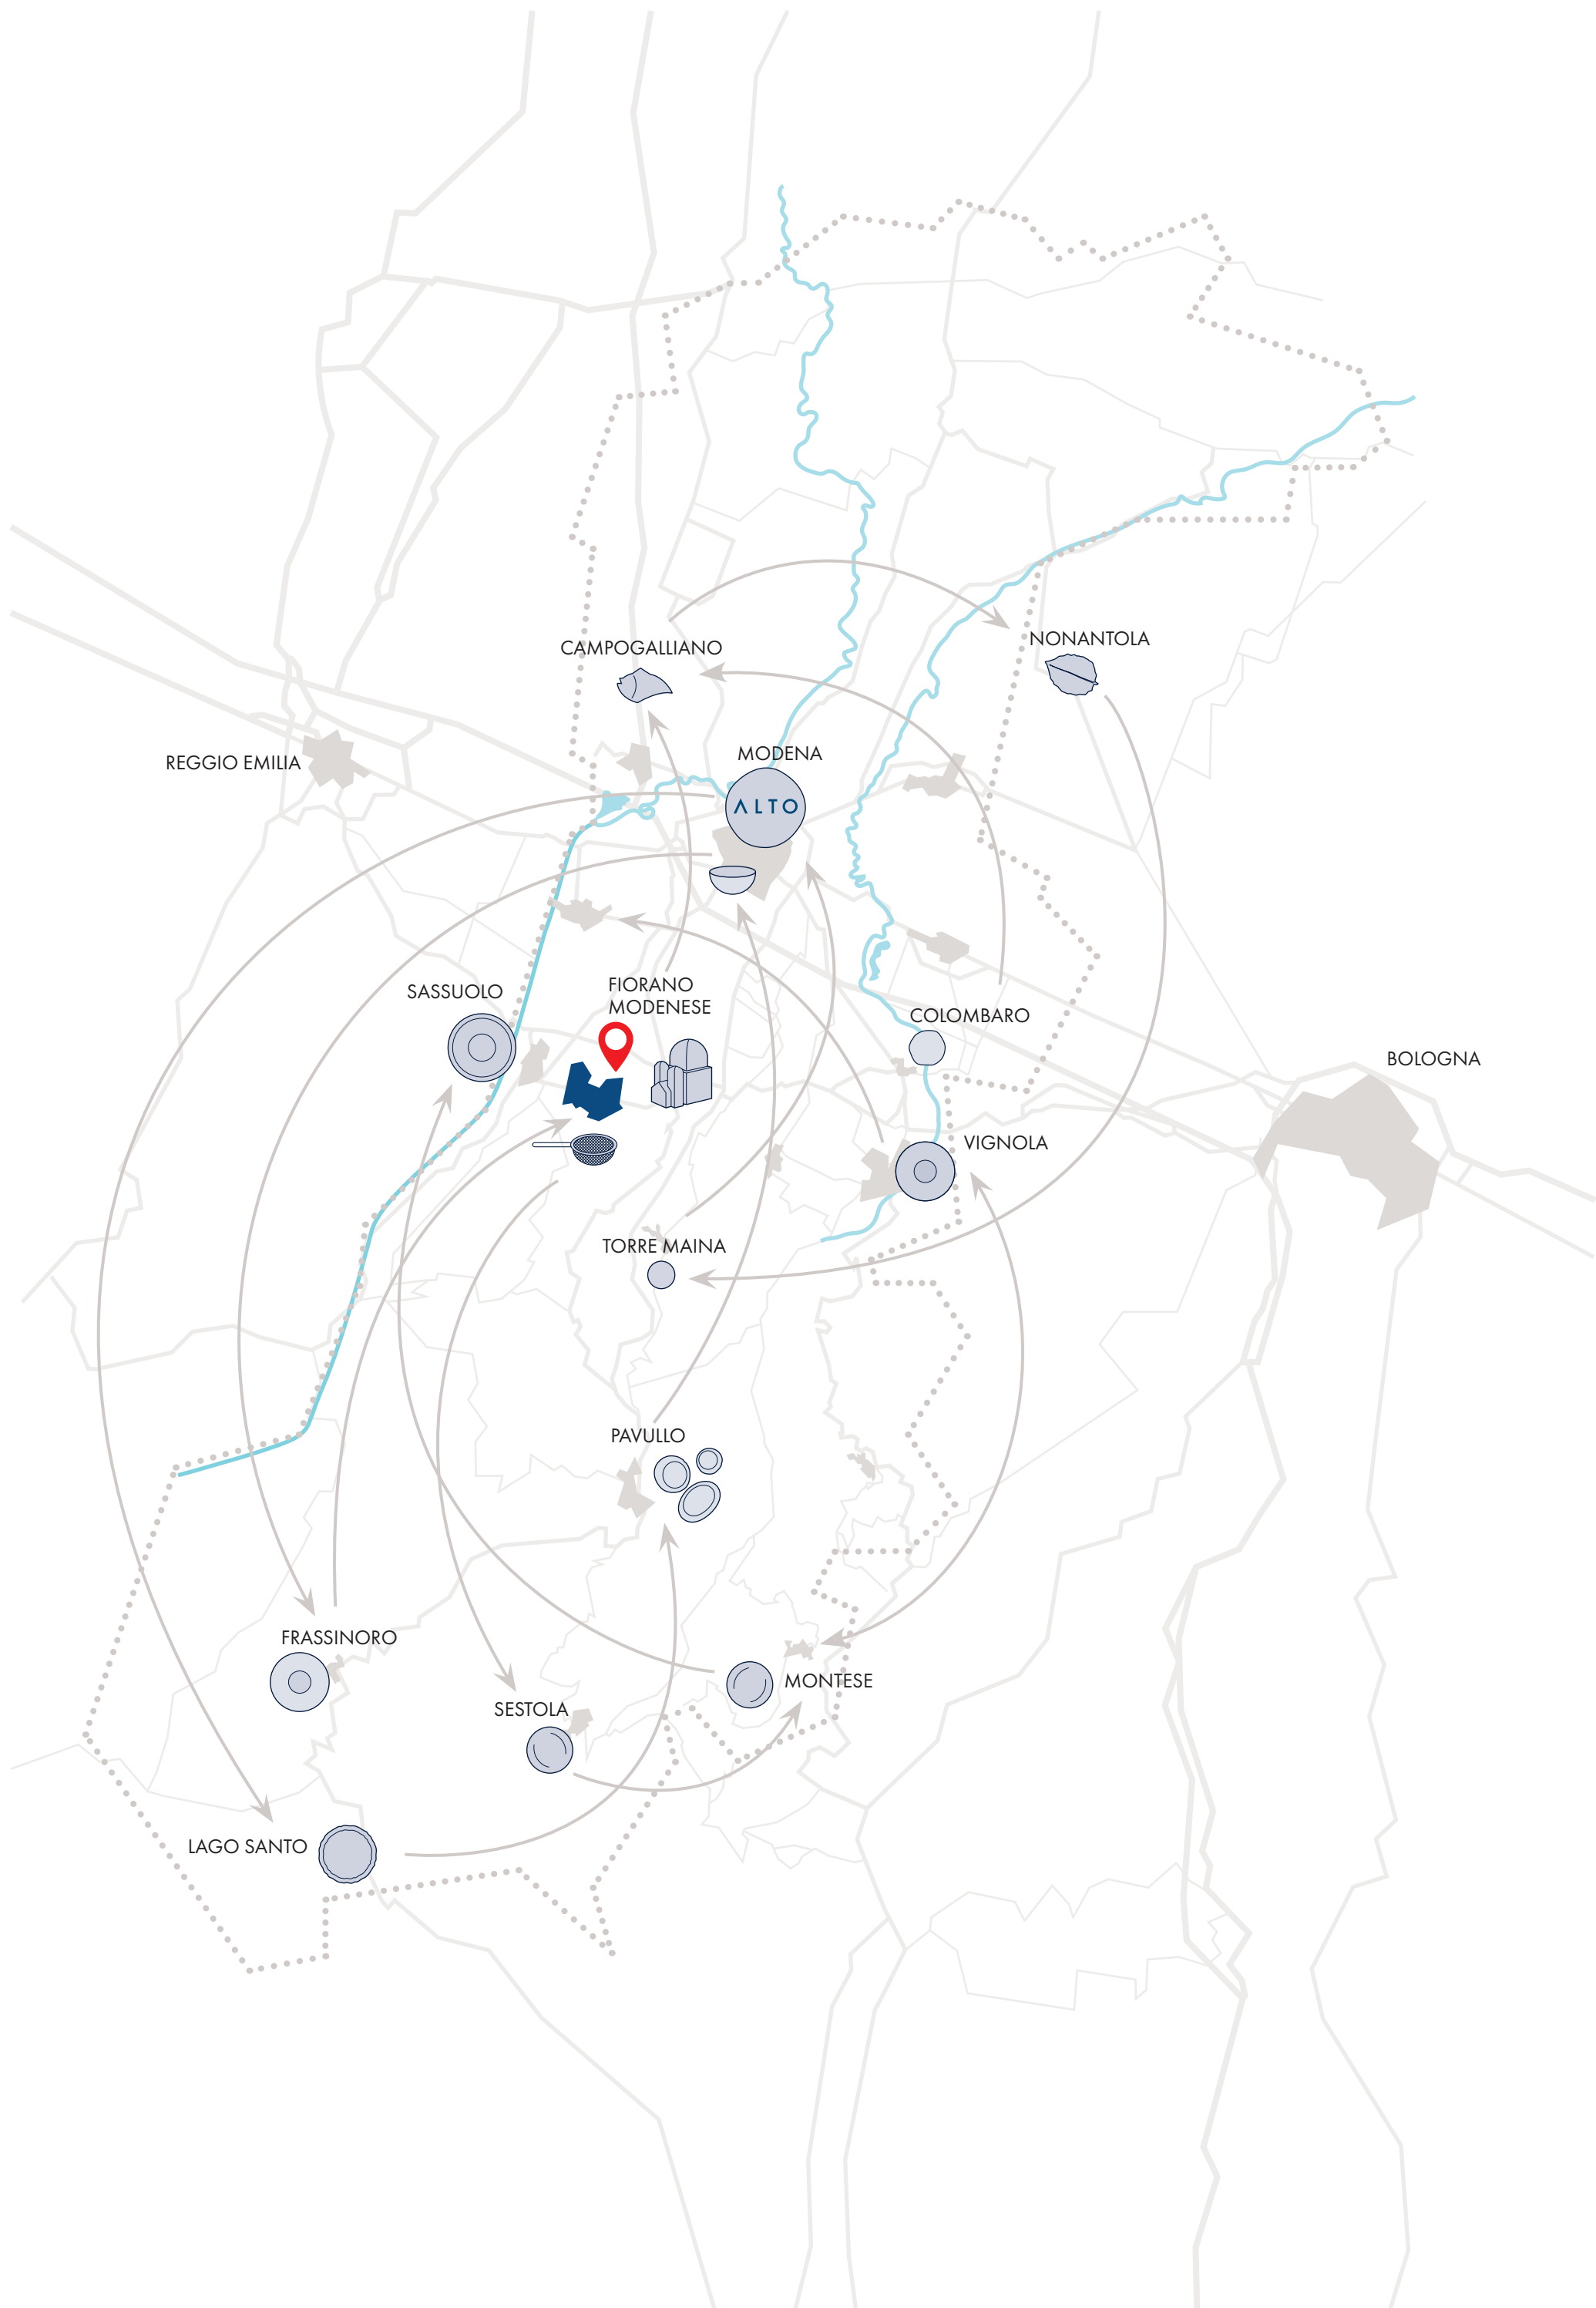 NONANTOLA
CAMPOGALLIANO
MODENA
REGGIO EMILIA
ALTO
FIORANO
MODENESE
SASSUOLO
COLOMBARO
BOLOGNA
VIGNOLA
TORRE MAINA
PAVULLO
FRASSINORO
MONTESE
SESTOLA
LAGO SANTO